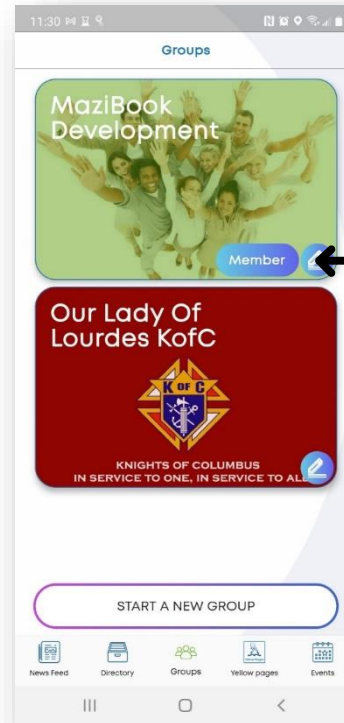 11:30
Groups
MaziBook
Development
Member
Our Lady Of
Lourdes KofC
K OF C
KNIGHTS OF COLUMBUS
IN SERVICE TO ONE, IN SERVICE TO ALL
START A NEW GROUP
News Feed
Directory
Groups
Yellow pages
Events